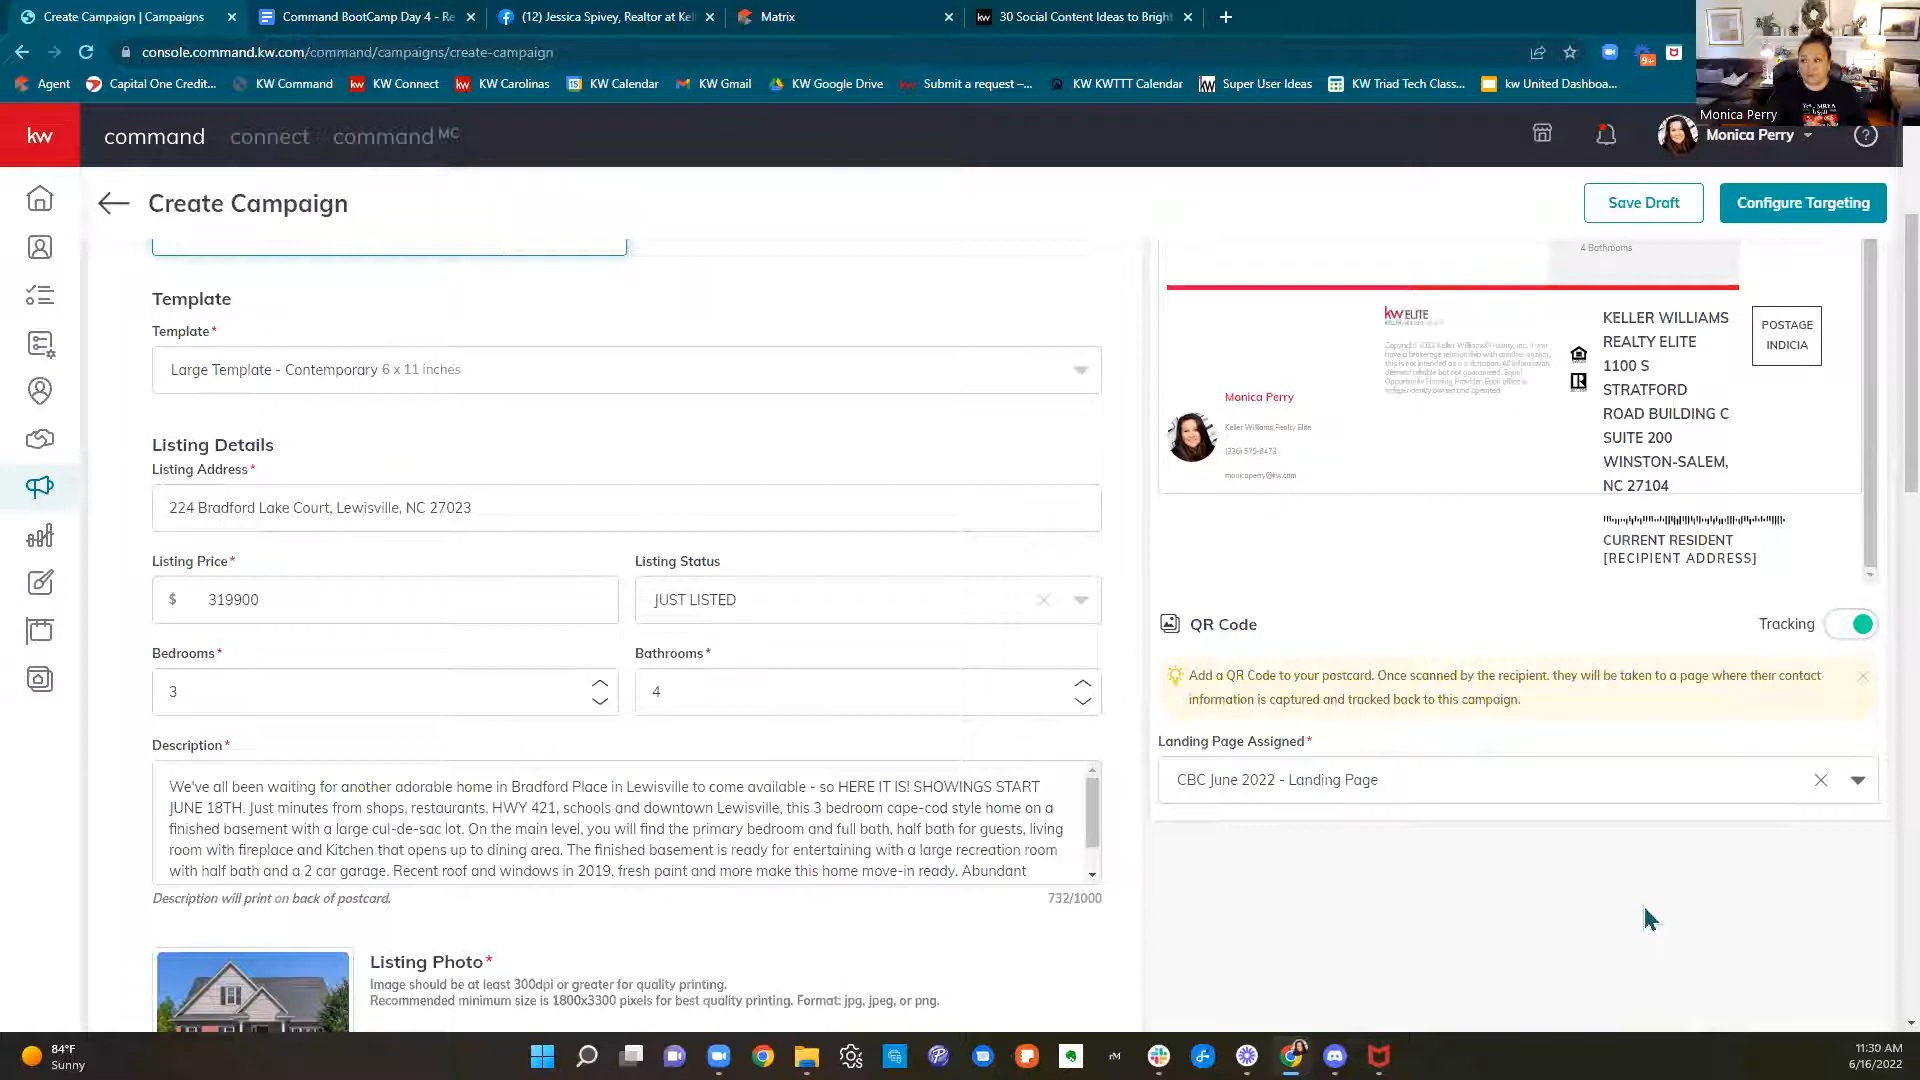 Create Campaign | Campaigns
Command BootCamp Day 4 - Re
(12) Jessica Spivey, Realtor at Kel
Matrix
kw
30 Social Content Ideas to Bright
console.command.kw.com/command/campaigns/create-campaign
9+
Agent
Capital One Credit...
KW Command
KW Connect
KW Carolinas
KW Calendar
KW Gmail
KW Google Drive
Submit a request –...
KW KWTTT Calendar
Super User Ideas
KW Triad Tech Class...
kw United Dashboa...
Monica Perry
kw
command
connect
command MC
Monica Perry
Create Campaign
Save Draft
Configure Targeting
Template
Template*
Large Template - Contemporary 6 x 11 inches
Listing Details
Listing Address*
224 Bradford Lake Court, Lewisville, NC 27023
Listing Price*
Listing Status
$ 319900
JUST LISTED
Bedrooms*
Bathrooms*
3
4
Description*
We've all been waiting for another adorable home in Bradford Place in Lewisville to come available - so HERE IT IS! SHOWINGS START
JUNE 18TH. Just minutes from shops, restaurants, HWY 421, schools and downtown Lewisville, this 3 bedroom cape-cod style home on a
finished basement with a large cul-de-sac lot. On the main level, you will find the primary bedroom and full bath, half bath for guests, living
room with fireplace and Kitchen that opens up to dining area. The finished basement is ready for entertaining with a large recreation room
with half bath and a 2 car garage. Recent roof and windows in 2019, fresh paint and more make this home move-in ready. Abundant
Description will print on back of postcard.
732/1000
Listing Photo*
Image should be at least 300dpi or greater for quality printing.
Recommended minimum size is 1800x3300 pixels for best quality printing. Format: jpg, jpeg, or png.
4 Bathrooms
kw ELITE
Monica Perry
Keller Williams Realty Elite
(336) 575-8473
monicaperry@kw.com
KELLER WILLIAMS
REALTY ELITE
1100 S
STRATFORD
ROAD BUILDING C
SUITE 200
WINSTON-SALEM,
NC 27104
POSTAGE
INDICIA
CURRENT RESIDENT
[RECIPIENT ADDRESS]
QR Code
Tracking
Add a QR Code to your postcard. Once scanned by the recipient, they will be taken to a page where their contact
information is captured and tracked back to this campaign.
Landing Page Assigned*
CBC June 2022 - Landing Page
84°F
Sunny
rM
11:30 AM
6/16/2022